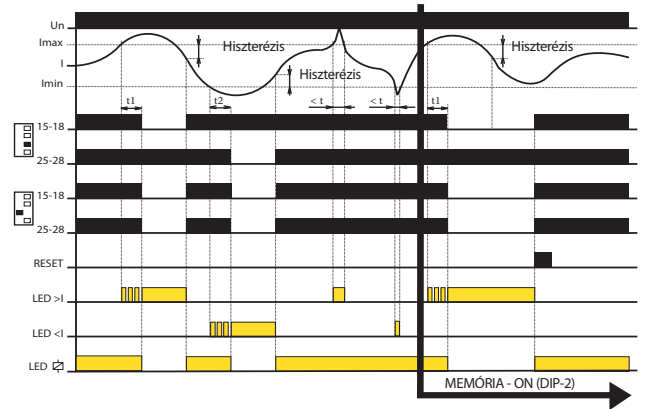 Un
Imax
Hiszterézis
Hiszterézis
I
Hiszterézis
Imin
t1
t2
< t
< t
t1
15-18
25-28
15-18
25-28
RESET
LED >I
LED <I
LED
MEMÓRIA - ON (DIP-2)